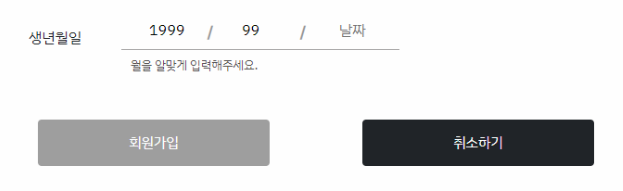 생년월일 1999 / 99 / 날짜
월을 알맞게 입력해주세요.
회원가입 취소하기